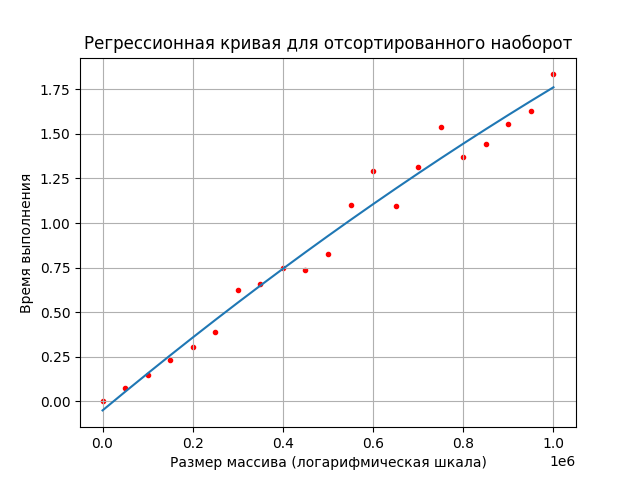 Регрессионная кривая для отсортированного наоборот
Время выполнения
1.75
1.50
1.25
1.00
0.75
0.50
0.25
0.00
0.0 0.2 0.4 0.6 0.8 1.0
1e6
Размер массива (логарифмическая шкала)